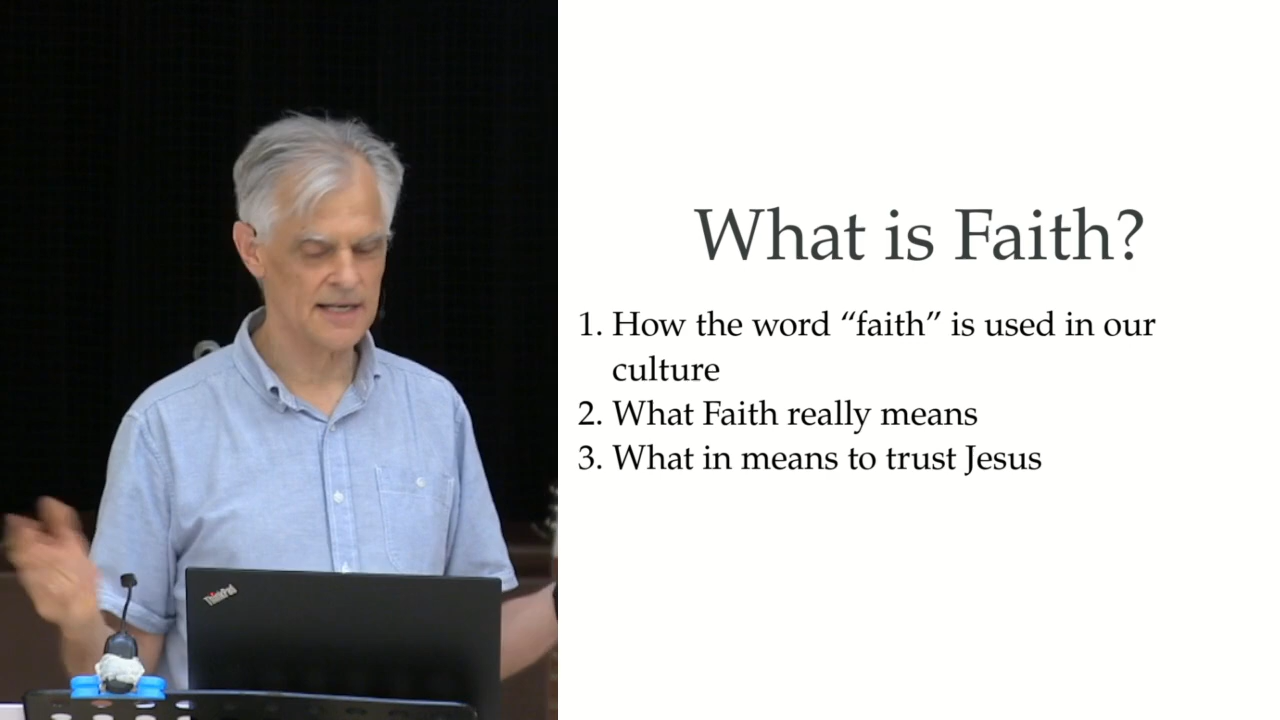 What is Faith?
1. How the word “faith” is used in our
culture
2. What Faith really means
3. What in means to trust Jesus
ThinkPad